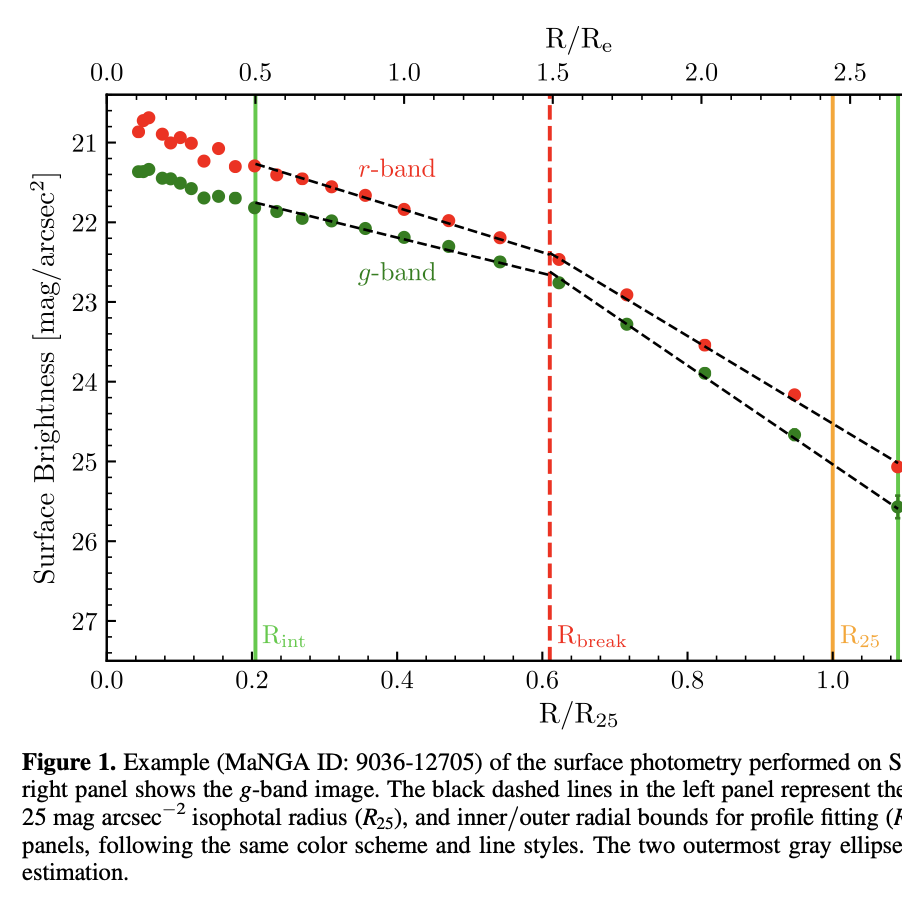 R/Re
0.0 0.5 1.0 1.5 2.0 2.5
21
22
23
24
25
26
27
Surface Brightness [mag/arcsec²]
r-band
g-band
Rint
Rbreak
R25
0.0 0.2 0.4 0.6 0.8 1.0
R/R25
Figure 1. Example (MaNGA ID: 9036-12705) of the surface photometry performed on S
right panel shows the g-band image. The black dashed lines in the left panel represent the
25 mag arcsec−2 isophotal radius (R25), and inner/outer radial bounds for profile fitting (R
panels, following the same color scheme and line styles. The two outermost gray ellipse
estimation.